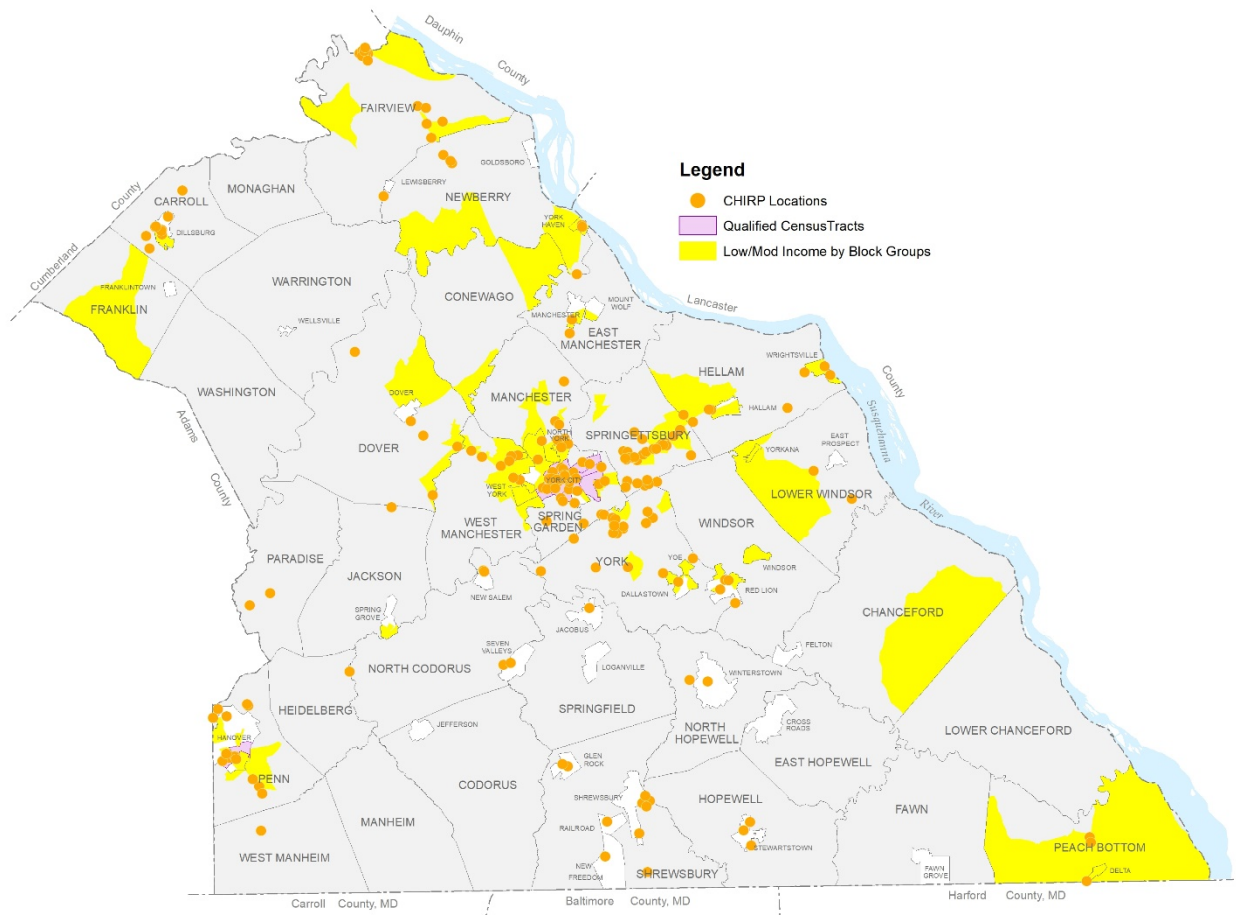 Dauphin
County
FAIRVIEW
GOLDSBORO
Legend
CHIRP Locations
Qualified CensusTracts
Low/Mod Income by Block Groups
LEWISBERRY
MONAGHAN
NEWBERRY
County
CARROLL
DILLSBURG
YORK
HAVEN
Cumberland
WARRINGTON
FRANKLINTOWN
FRANKLIN
CONEWAGO
MOUNT
WOLF
MANCHESTER
Lancaster
WELLSVILLE
EAST
MANCHESTER
WRIGHTSVILLE
County
HELLAM
WASHINGTON
DOVER
MANCHESTER
HALLAM
Susquehanna
Adams
NORTH
YORK
SPRINGETTSBURY
EAST
PROSPECT
DOVER
YORKANA
YORK CITY
WEST
YORK
LOWER WINDSOR
River
County
SPRING
GARDEN
WEST
MANCHESTER
WINDSOR
PARADISE
YORK
YOE
WINDSOR
JACKSON
NEW SALEM
DALLASTOWN
RED LION
SPRING
GROVE
CHANCEFORD
JACOBUS
SEVEN
VALLEYS
FELTON
NORTH CODORUS
LOGANVILLE
WINTERSTOWN
HEIDELBERG
SPRINGFIELD
JEFFERSON
NORTH
HOPEWELL
CROSS
ROADS
LOWER CHANCEFORD
HANOVER
GLEN
ROCK
EAST HOPEWELL
PENN
CODORUS
SHREWSBURY
HOPEWELL
FAWN
MANHEIM
RAILROAD
STEWARTSTOWN
PEACH BOTTOM
WEST MANHEIM
NEW
FREEDOM
SHREWSBURY
FAWN
GROVE
DELTA
Carroll County, MD
Baltimore County, MD
Harford County, MD